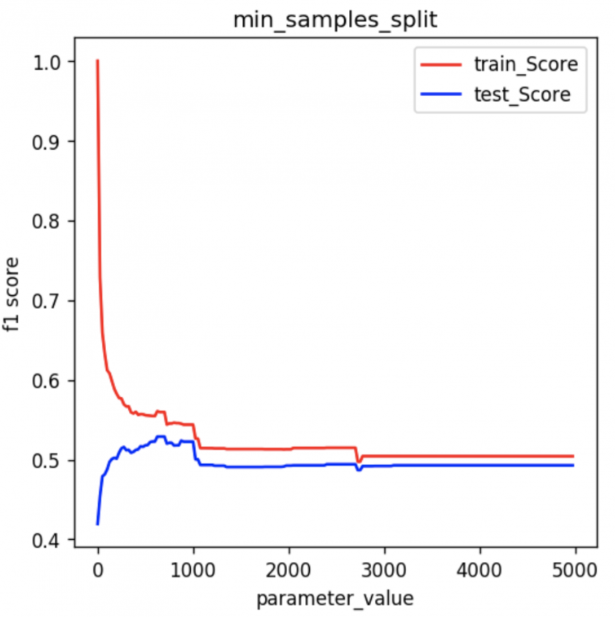 min_samples_split
train_Score
test_Score
1.0
0.9
0.8
0.7
0.6
0.5
0.4
f1 score
0 1000 2000 3000 4000 5000
parameter_value